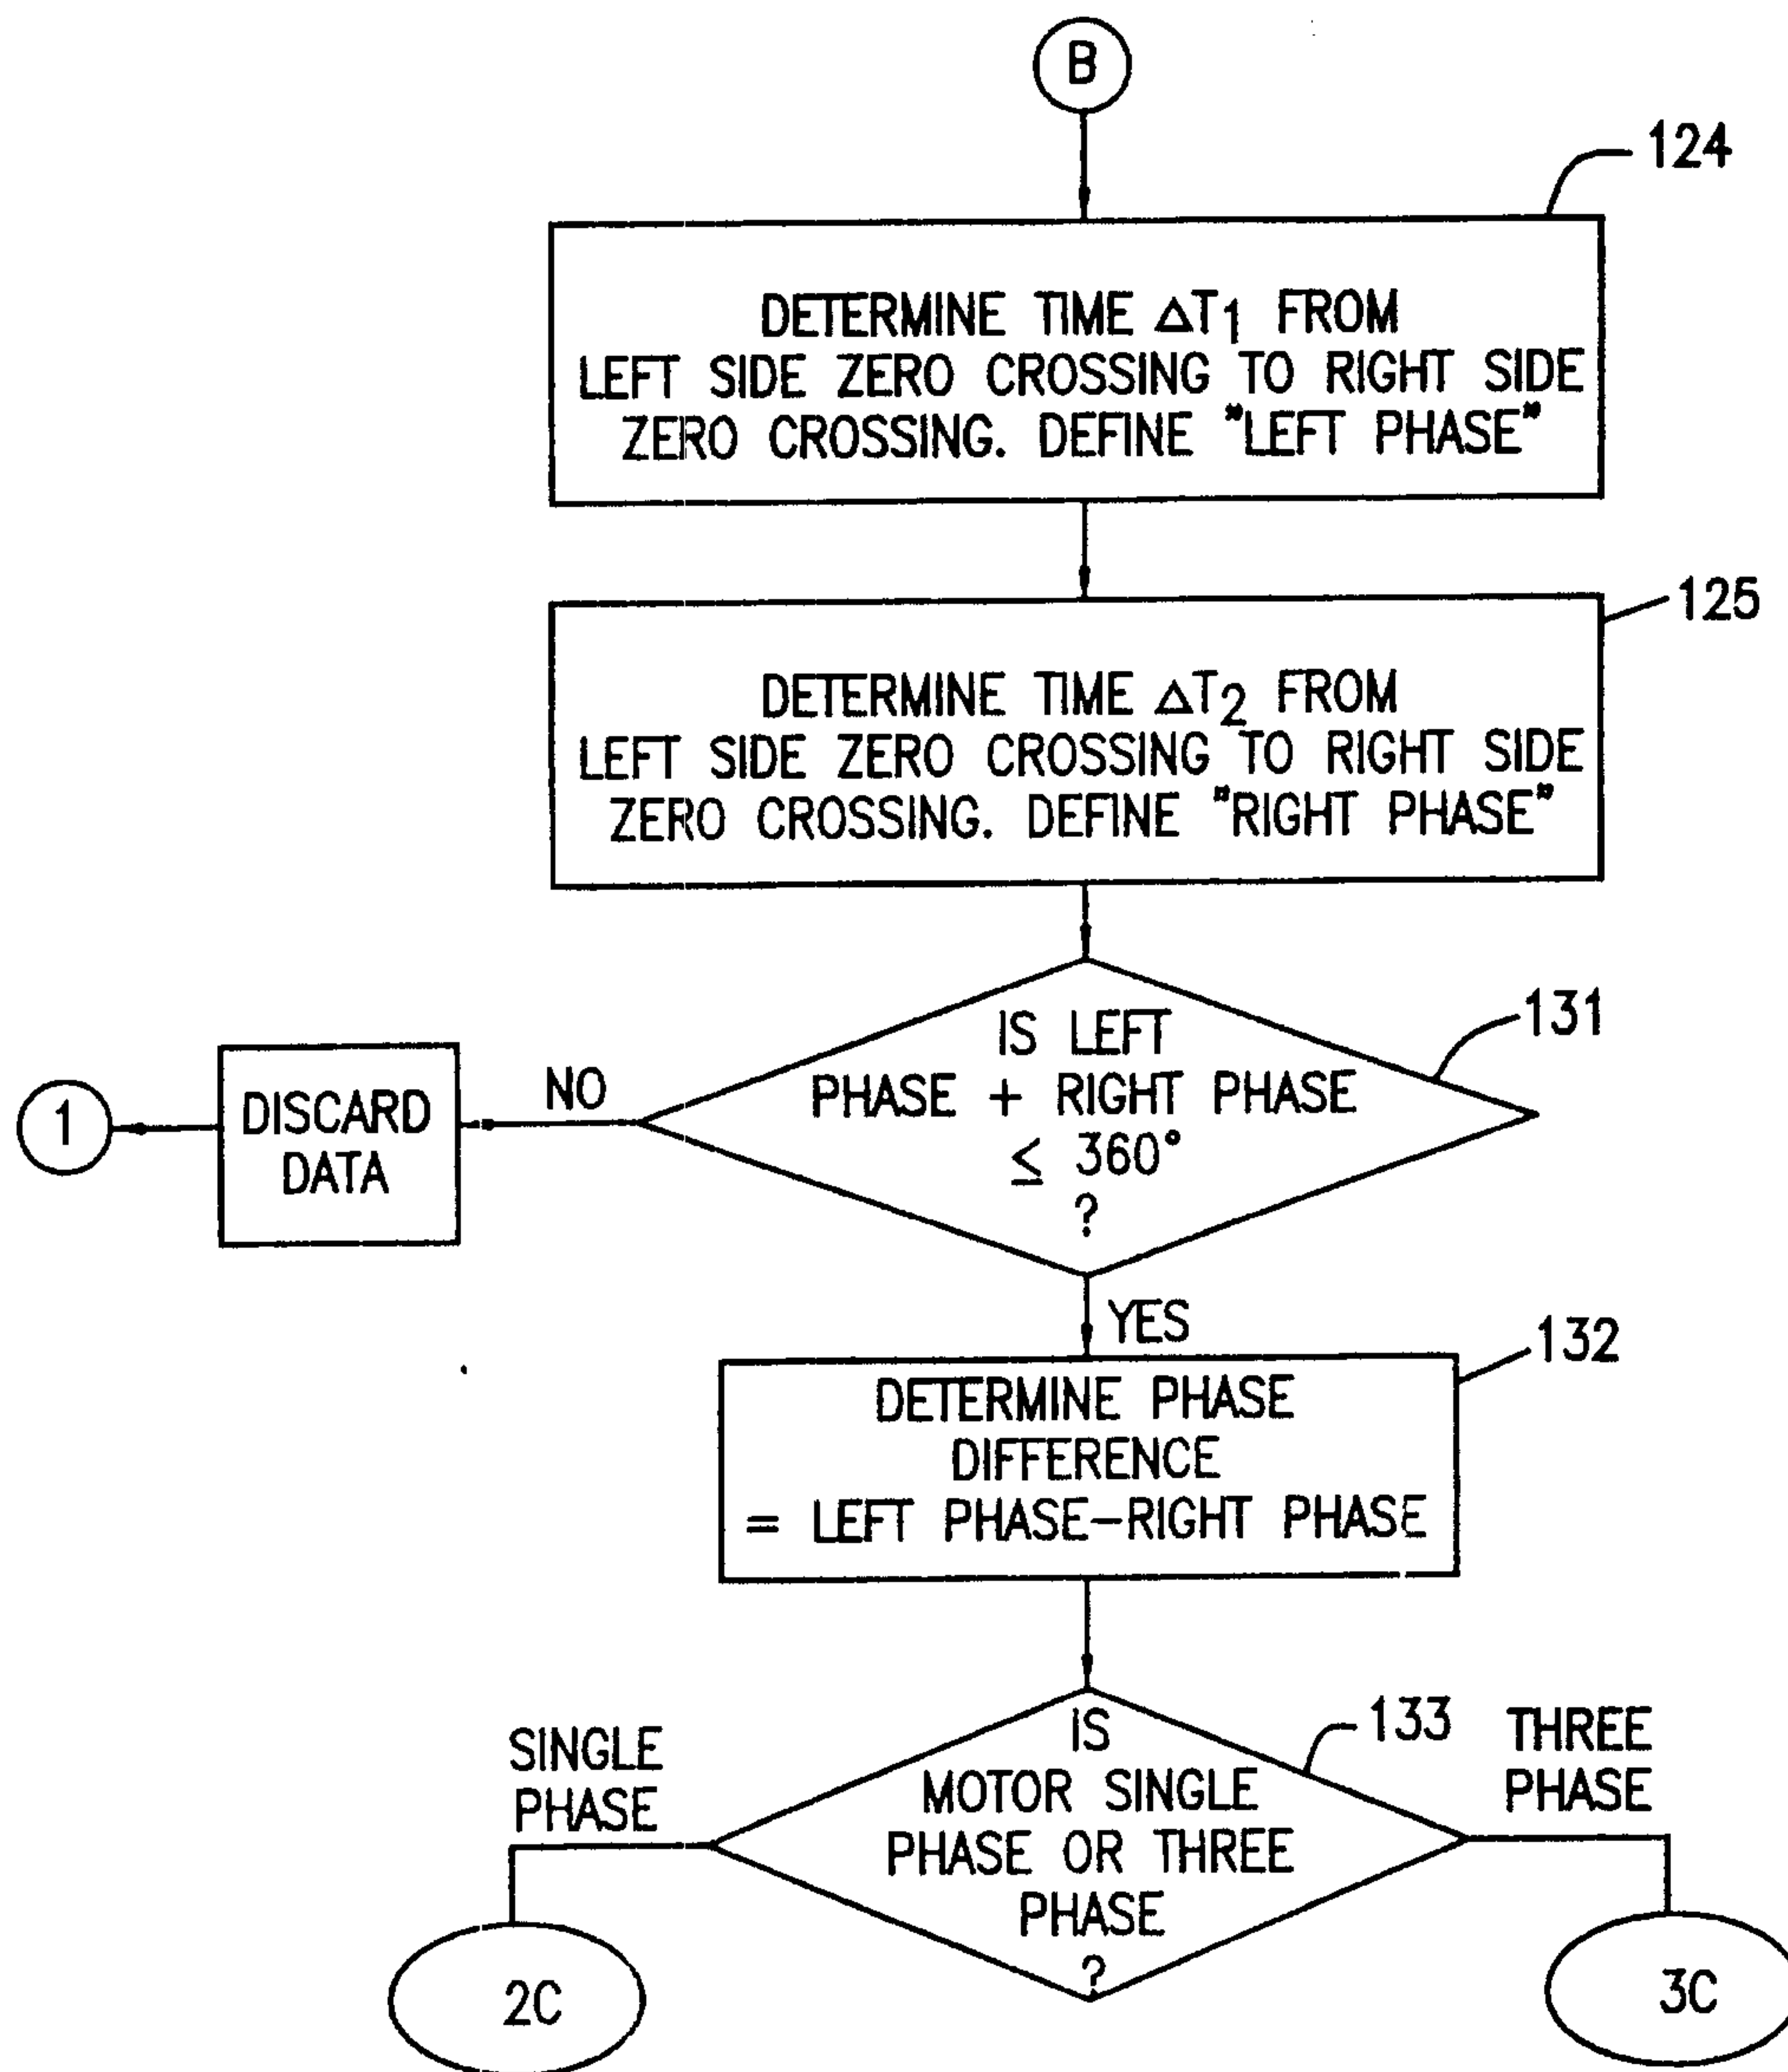 B
124
DETERMINE TIME ΔT1 FROM
LEFT SIDE ZERO CROSSING TO RIGHT SIDE
ZERO CROSSING. DEFINE "LEFT PHASE"
125
DETERMINE TIME ΔT2 FROM
LEFT SIDE ZERO CROSSING TO RIGHT SIDE
ZERO CROSSING. DEFINE "RIGHT PHASE"
131
IS LEFT
PHASE + RIGHT PHASE
≤ 360°
?
NO
DISCARD
DATA
1
YES
132
DETERMINE PHASE
DIFFERENCE
= LEFT PHASE-RIGHT PHASE
133
IS
MOTOR SINGLE
PHASE OR THREE
PHASE
?
SINGLE
PHASE
THREE
PHASE
2C
3C